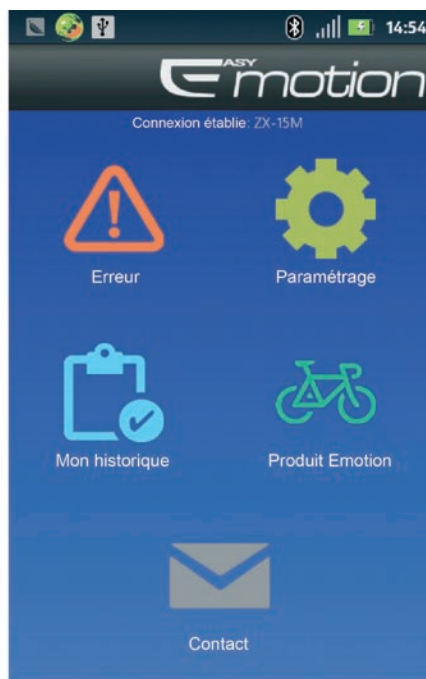 14:54
EASY
motion
Connexion établie: ZX-15M
Erreur
Paramétrage
Mon historique
Produit Emotion
Contact